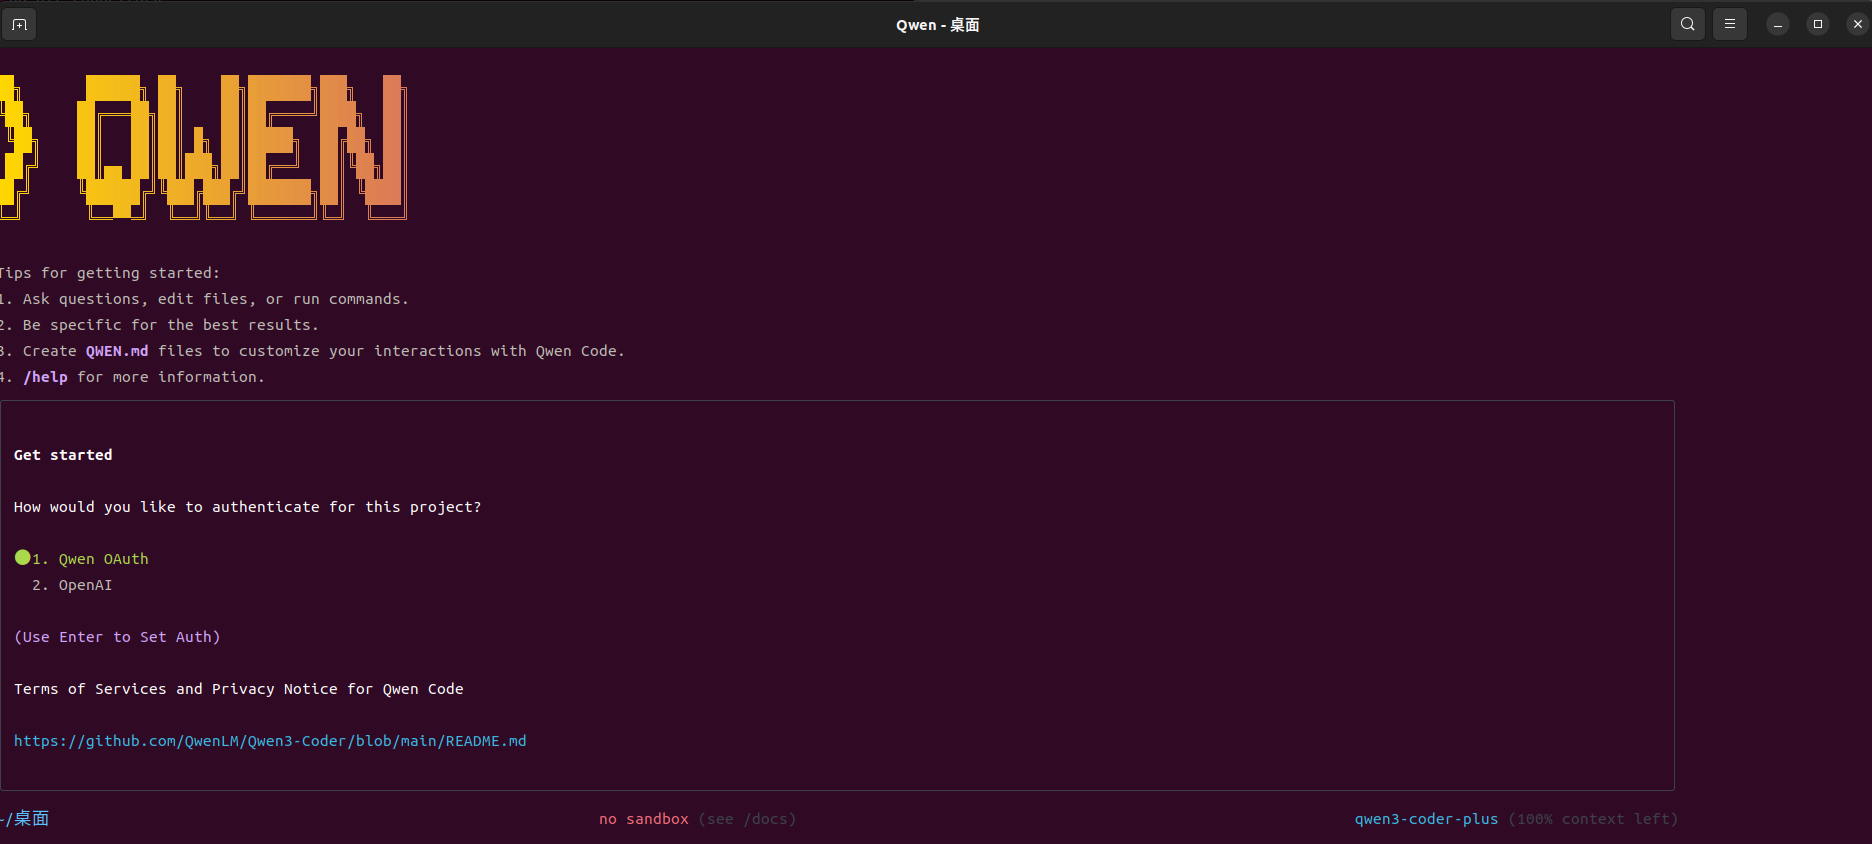 Qwen - 桌面
QWEN
Tips for getting started:
1. Ask questions, edit files, or run commands.
2. Be specific for the best results.
3. Create QWEN.md files to customize your interactions with Qwen Code.
4. /help for more information.
Get started
How would you like to authenticate for this project?
1. Qwen OAuth
2. OpenAI
(Use Enter to Set Auth)
Terms of Services and Privacy Notice for Qwen Code
https://github.com/QwenLM/Qwen3-Coder/blob/main/README.md
~/桌面 no sandbox (see /docs) qwen3-coder-plus (100% context left)